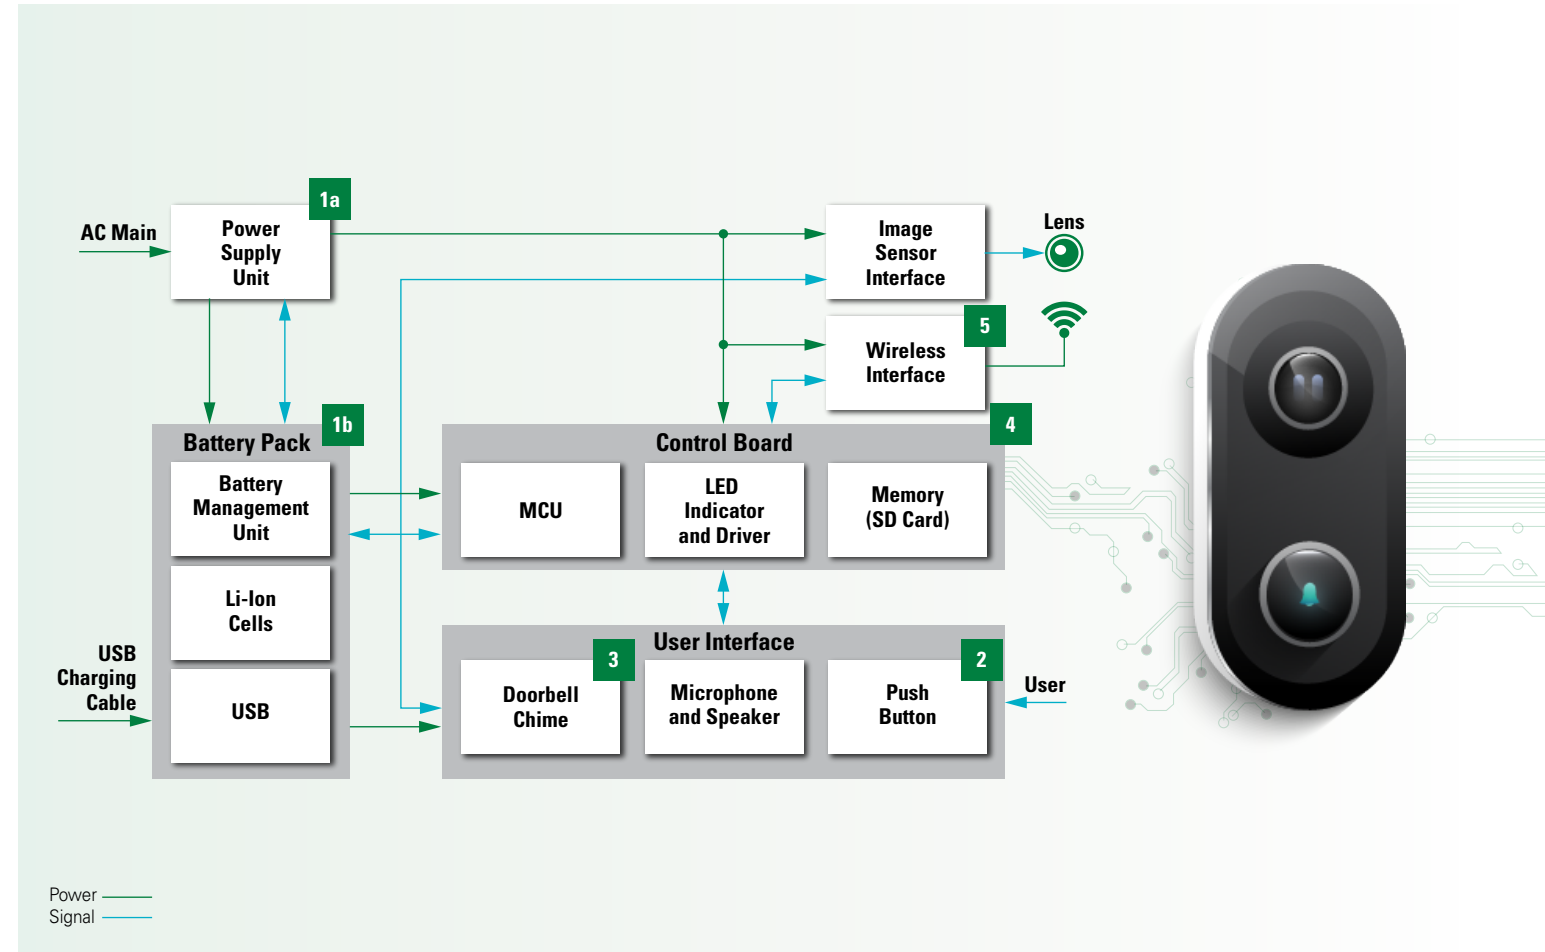 1a
AC Main
Power
Supply
Unit
Image
Sensor
Interface
Lens
5
Wireless
Interface
1b
Battery Pack
Battery
Management
Unit
Li-Ion
Cells
USB
USB
Charging
Cable
4
Control Board
MCU
LED
Indicator
and Driver
Memory
(SD Card)
User Interface
3
Doorbell
Chime
Microphone
and Speaker
2
Push
Button
User
Power
Signal